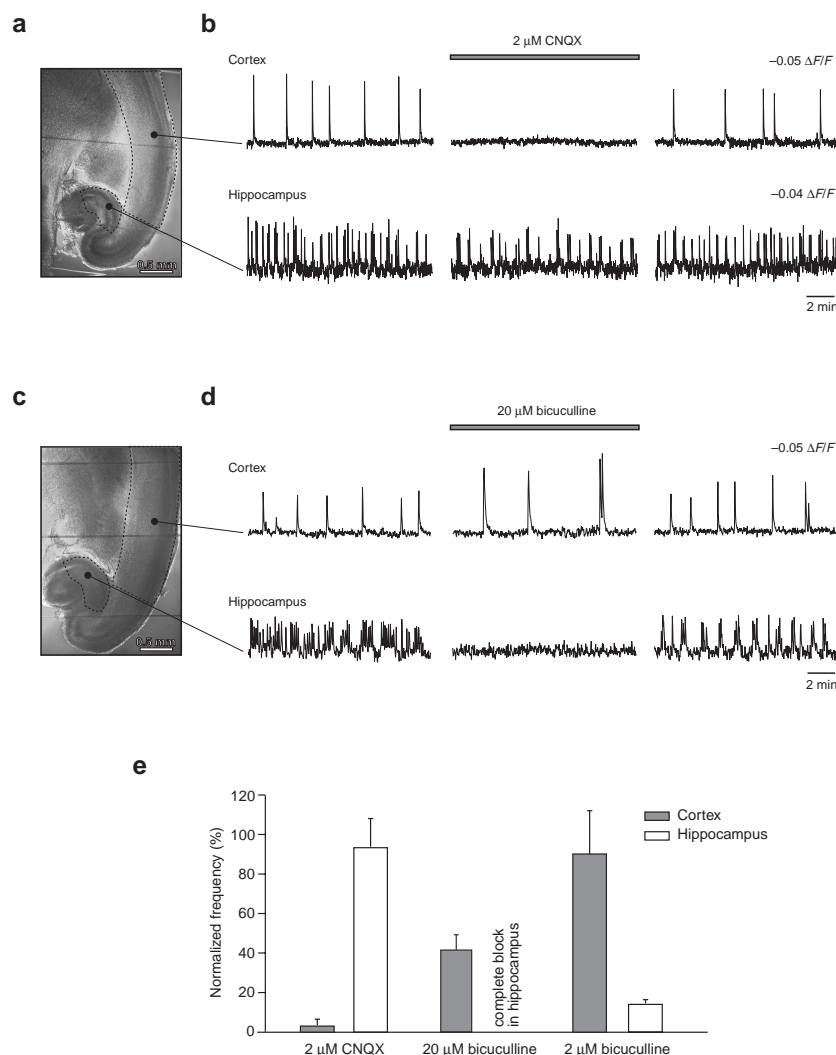 a
b
2 μM CNQX
Cortex
–0.05 ΔF/F
Hippocampus
–0.04 ΔF/F
0.5 mm
2 min
c
d
20 μM bicuculline
–0.05 ΔF/F
Cortex
Hippocampus
0.5 mm
2 min
e
120
100
80
60
40
20
0
Normalized frequency (%)
Cortex
Hippocampus
complete block
in hippocampus
2 μM CNQX
20 μM bicuculline
2 μM bicuculline